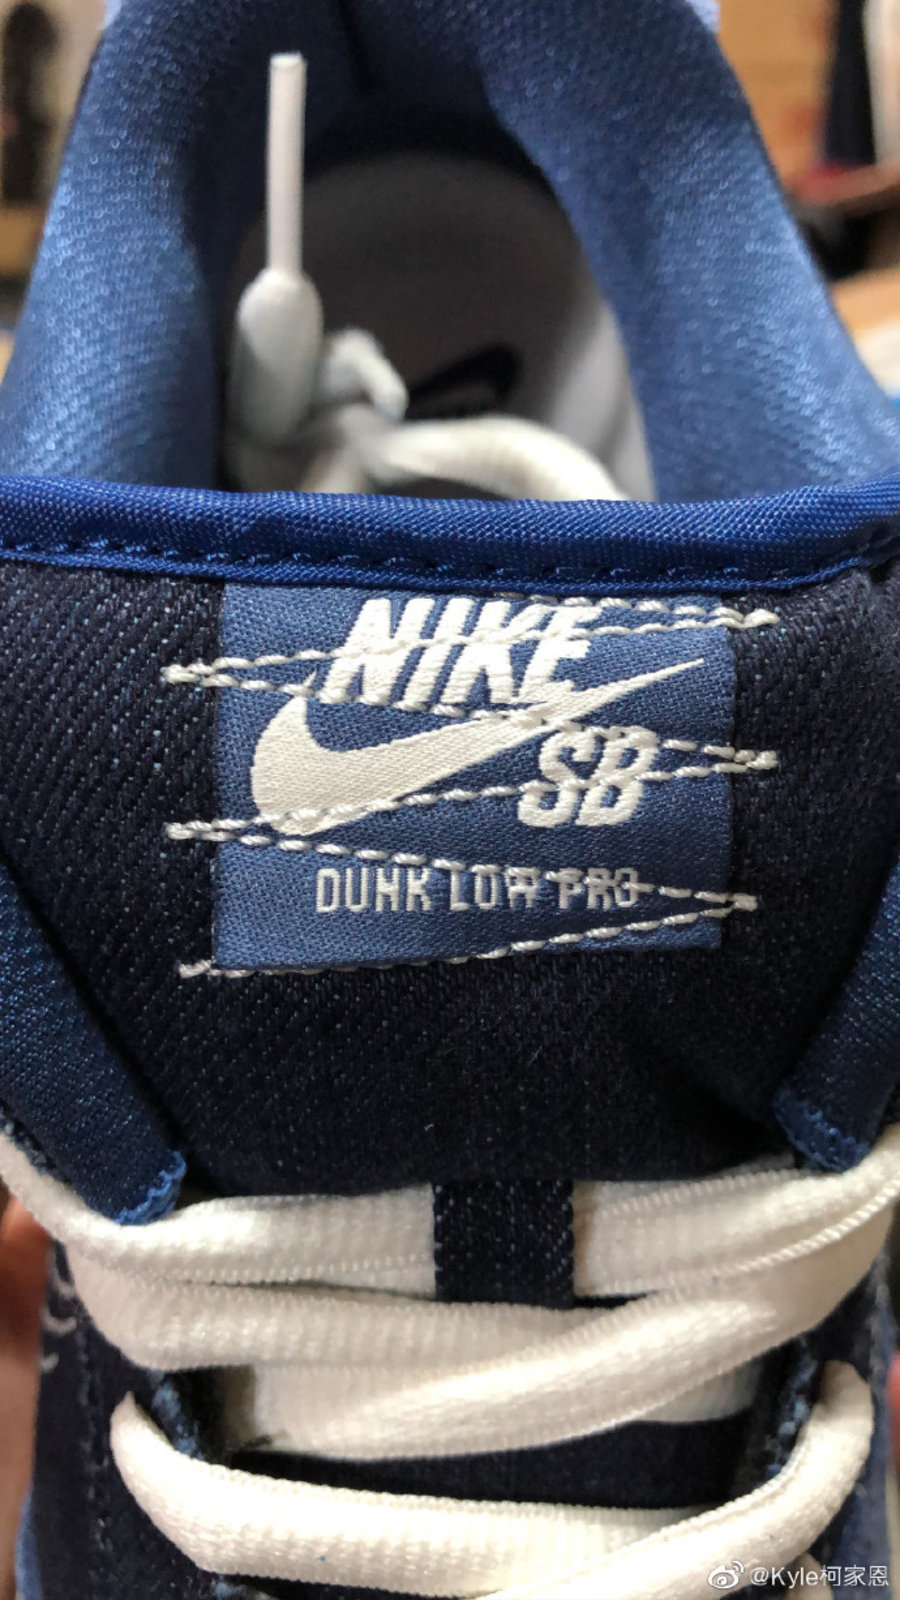 NIKE
SB
DUNK LOW PRO
@Kyle柯家恩